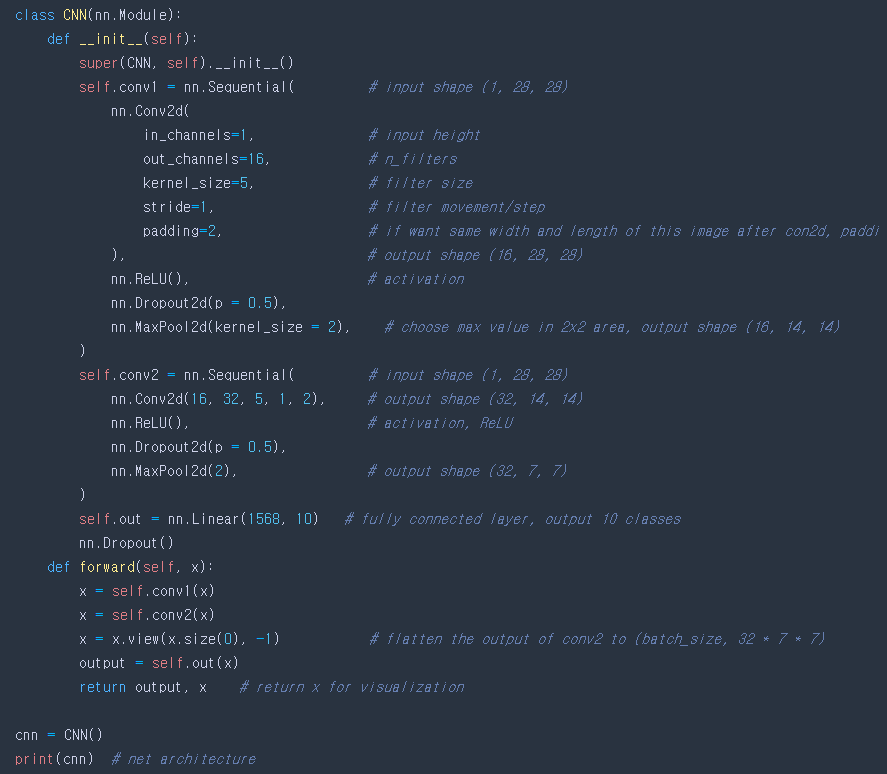 class CNN(nn.Module):
    def __init__(self):
        super(CNN, self).__init__()
        self.conv1 = nn.Sequential(         # input shape (1, 28, 28)
            nn.Conv2d(
                in_channels=1,              # input height
                out_channels=16,            # n_filters
                kernel_size=5,              # filter size
                stride=1,                   # filter movement/step
                padding=2,                  # if want same width and length of this image after con2d, paddi
            ),                              # output shape (16, 28, 28)
            nn.ReLU(),                      # activation
            nn.Dropout2d(p = 0.5),
            nn.MaxPool2d(kernel_size = 2),    # choose max value in 2x2 area, output shape (16, 14, 14)
        )
        self.conv2 = nn.Sequential(         # input shape (1, 28, 28)
            nn.Conv2d(16, 32, 5, 1, 2),     # output shape (32, 14, 14)
            nn.ReLU(),                      # activation, ReLU
            nn.Dropout2d(p = 0.5),
            nn.MaxPool2d(2),                # output shape (32, 7, 7)
        )
        self.out = nn.Linear(1568, 10)   # fully connected layer, output 10 classes
        nn.Dropout()
    def forward(self, x):
        x = self.conv1(x)
        x = self.conv2(x)
        x = x.view(x.size(0), -1)           # flatten the output of conv2 to (batch_size, 32 * 7 * 7)
        output = self.out(x)
        return output, x    # return x for visualization

cnn = CNN()
print(cnn)  # net architecture